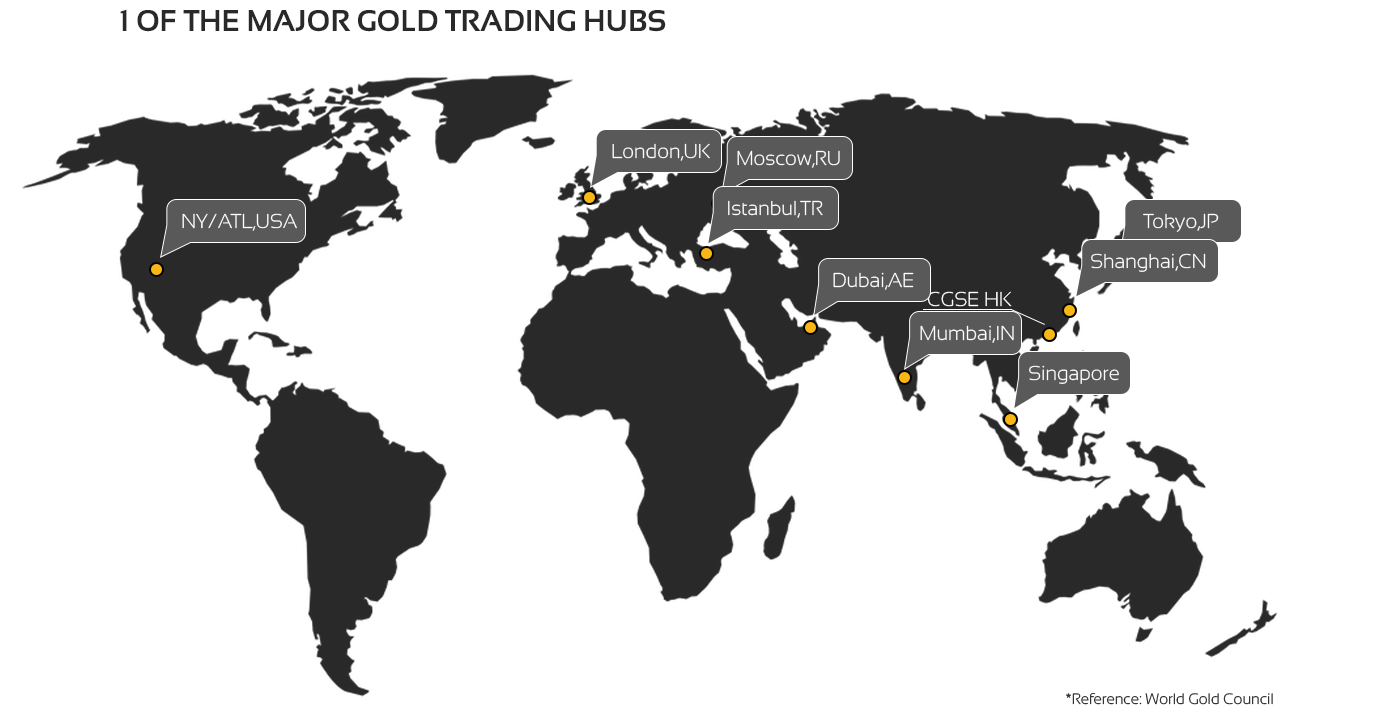 1 OF THE MAJOR GOLD TRADING HUBS
London,UK
Moscow,RU
Istanbul,TR
NY/ATL,USA
Tokyo,JP
Shanghai,CN
Dubai,AE
CGSE HK
Mumbai,IN
Singapore
*Reference: World Gold Council